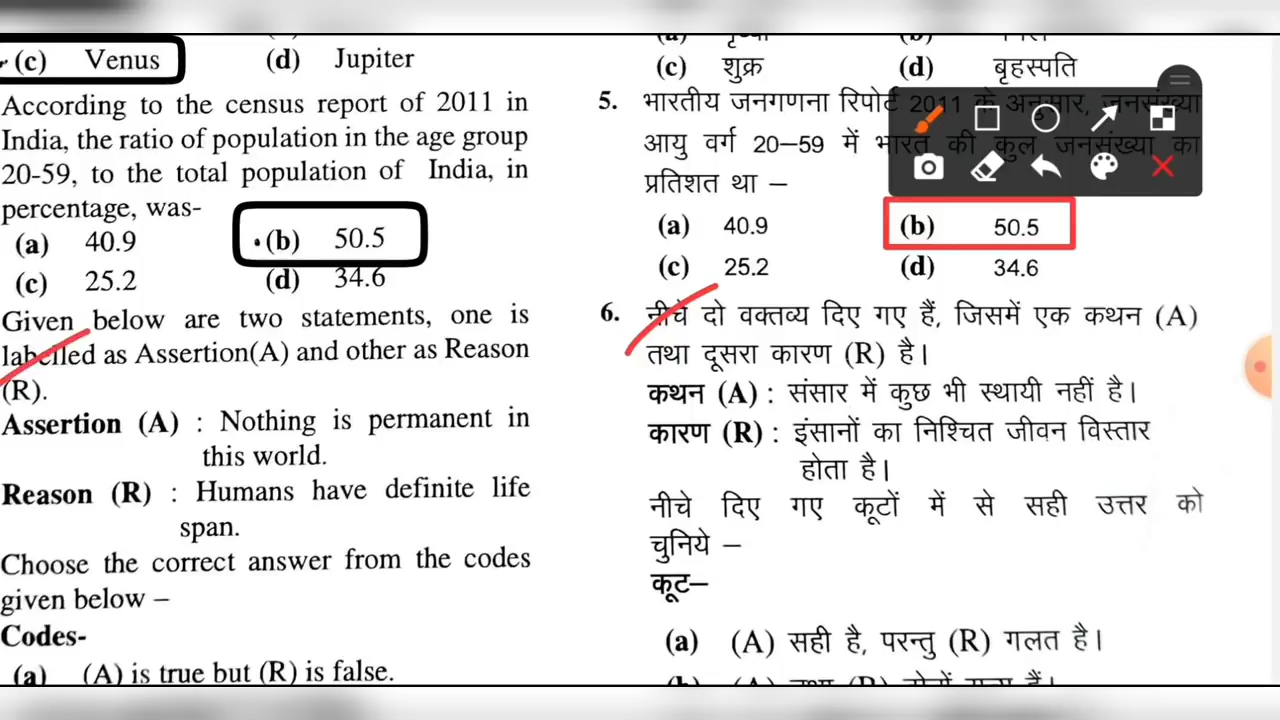 (c) Venus (d) Jupiter
According to the census report of 2011 in
India, the ratio of population in the age group
20-59, to the total population of India, in
percentage, was-
(a) 40.9 (b) 50.5
(c) 25.2 (d) 34.6
Given below are two statements, one is
labelled as Assertion(A) and other as Reason
(R).
Assertion (A) : Nothing is permanent in
this world.
Reason (R) : Humans have definite life
span.
Choose the correct answer from the codes
given below –
Codes-
(a) (A) is true but (R) is false.
(c) शुक्र (d) बृहस्पति
5. भारतीय जनगणना रिपोर्ट 2011 के अनुसार, जनसंख्या
आयु वर्ग 20–59 में भारत की कुल जनसंख्या का
प्रतिशत था –
(a) 40.9 (b) 50.5
(c) 25.2 (d) 34.6
6. नीचे दो वक्तव्य दिए गए हैं, जिसमें एक कथन (A)
तथा दूसरा कारण (R) है।
कथन (A) : संसार में कुछ भी स्थायी नहीं है।
कारण (R) : इंसानों का निश्चित जीवन विस्तार
होता है।
नीचे दिए गए कूटों में से सही उत्तर को
चुनिये –
कूट–
(a) (A) सही है, परन्तु (R) गलत है।